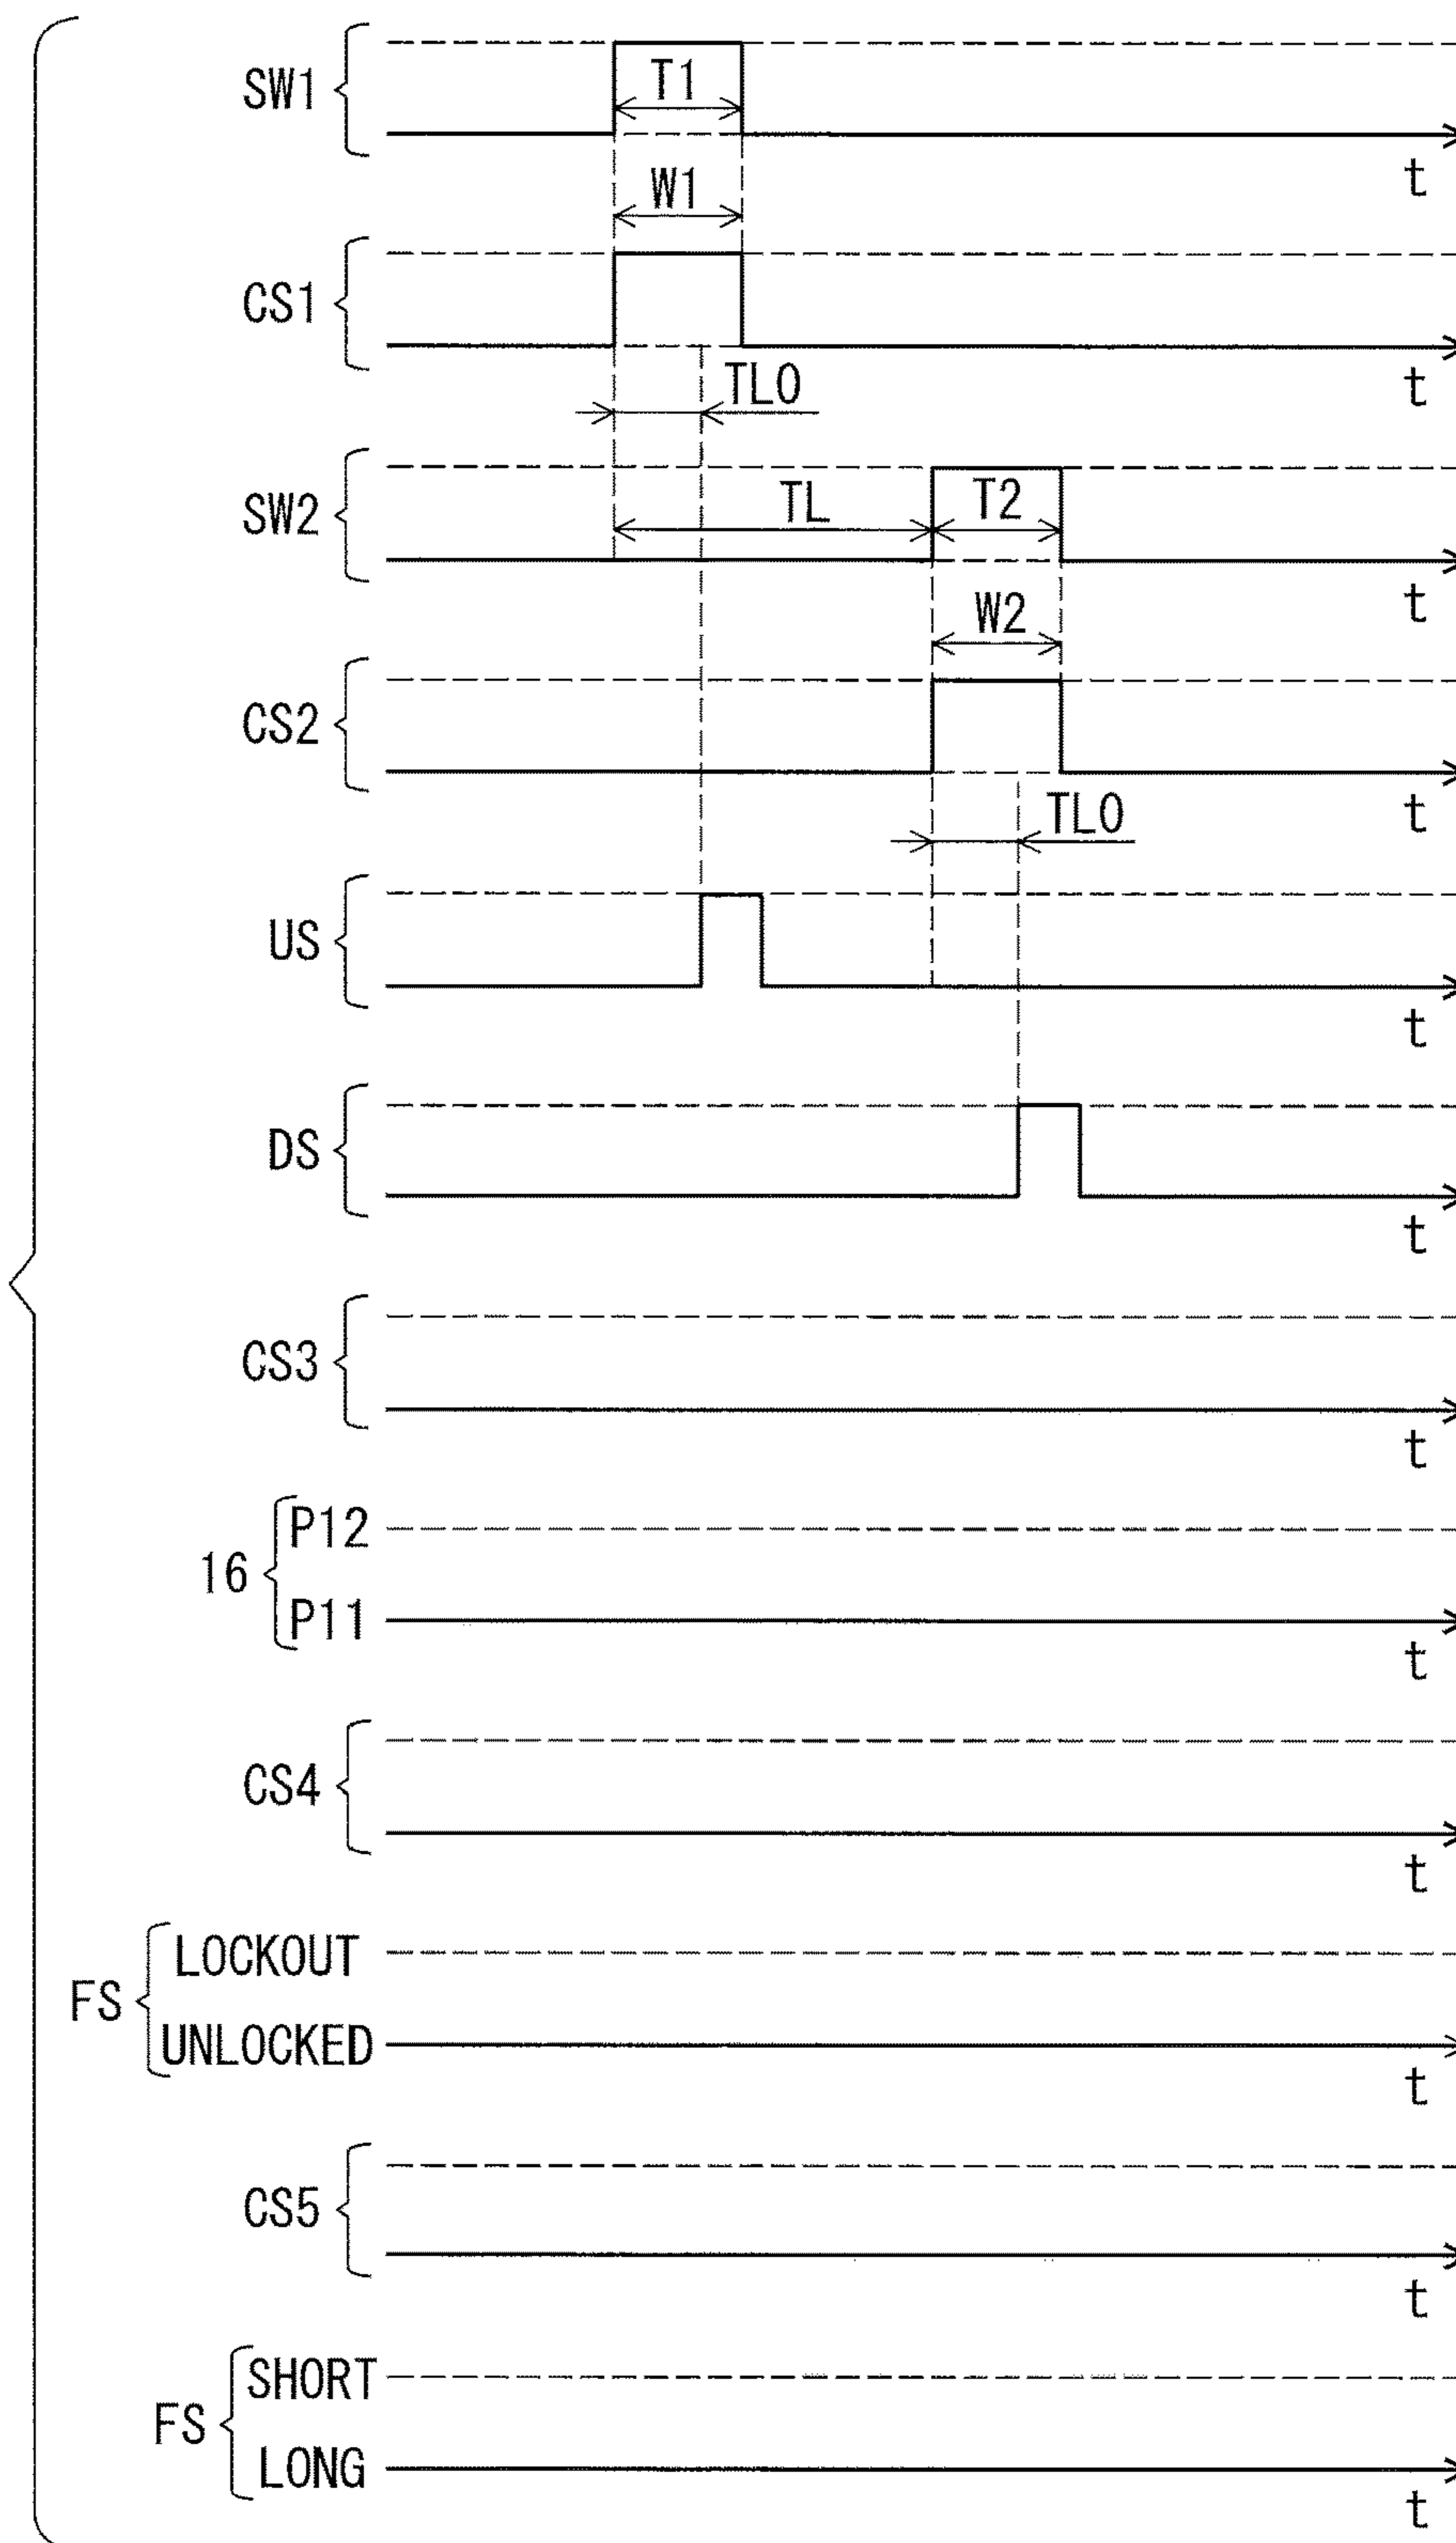 SW1
T1
t
W1
CS1
t
TL0
SW2
TL
T2
t
W2
CS2
t
TL0
US
t
DS
t
CS3
t
16
P12
P11
t
CS4
t
FS
LOCKOUT
UNLOCKED
t
CS5
t
FS
SHORT
LONG
t